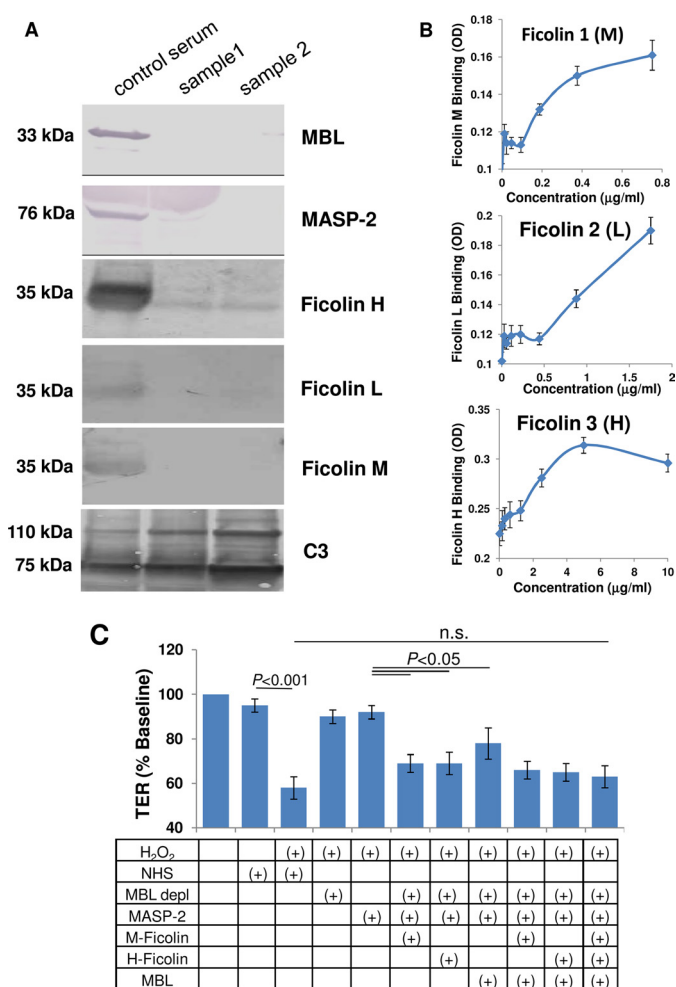 A
control serum
sample1
sample 2
33 kDa
MBL
76 kDa
MASP-2
35 kDa
Ficolin H
35 kDa
Ficolin L
35 kDa
Ficolin M
110 kDa
75 kDa
C3
B
Ficolin 1 (M)
Ficolin M Binding (OD)
0.18
0.16
0.14
0.12
0.1
0 0.2 0.4 0.6 0.8
Concentration (µg/ml)
Ficolin 2 (L)
Ficolin L Binding (OD)
0.2
0.18
0.16
0.14
0.12
0.1
0 0.5 1 1.5 2
Concentration (µg/ml)
Ficolin 3 (H)
Ficolin H Binding (OD)
0.35
0.3
0.25
0.2
0 2 4 6 8 10
Concentration (µg/ml)
C
n.s.
P<0.001
P<0.05
TER (% Baseline)
120
100
80
60
40
H₂O₂ (+) (+) (+) (+) (+) (+) (+) (+) (+)
NHS (+) (+)
MBL depl (+) (+) (+) (+) (+) (+) (+)
MASP-2 (+) (+) (+) (+) (+) (+) (+)
M-Ficolin (+) (+) (+)
H-Ficolin (+) (+) (+)
MBL (+) (+) (+) (+)